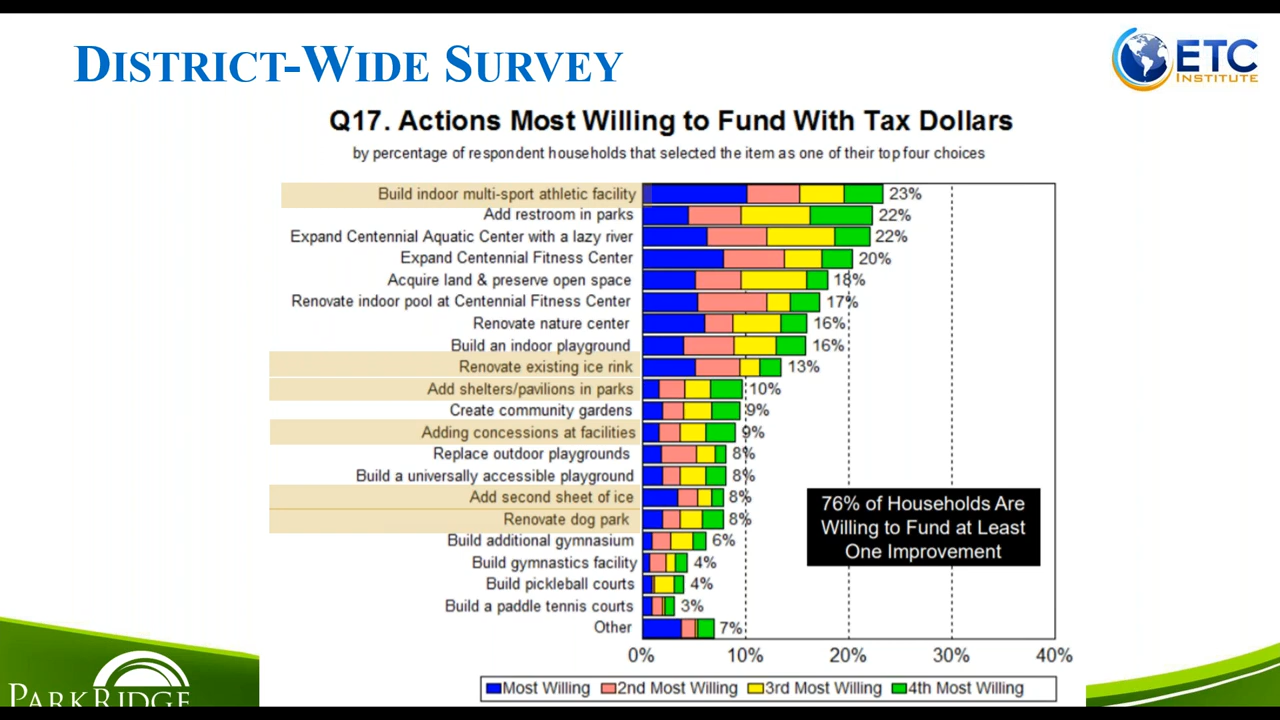 DISTRICT-WIDE SURVEY
ETC
INSTITUTE
Q17. Actions Most Willing to Fund With Tax Dollars
by percentage of respondent households that selected the item as one of their top four choices
Build indoor multi-sport athletic facility 23%
Add restroom in parks 22%
Expand Centennial Aquatic Center with a lazy river 22%
Expand Centennial Fitness Center 20%
Acquire land & preserve open space 18%
Renovate indoor pool at Centennial Fitness Center 17%
Renovate nature center 16%
Build an indoor playground 16%
Renovate existing ice rink 13%
Add shelters/pavilions in parks 10%
Create community gardens 9%
Adding concessions at facilities 9%
Replace outdoor playgrounds 8%
Build a universally accessible playground 8%
Add second sheet of ice 8%
Renovate dog park 8%
Build additional gymnasium 6%
Build gymnastics facility 4%
Build pickleball courts 4%
Build a paddle tennis courts 3%
Other 7%
76% of Households Are
Willing to Fund at Least
One Improvement
0% 10% 20% 30% 40%
Most Willing 2nd Most Willing 3rd Most Willing 4th Most Willing
PARK RIDGE